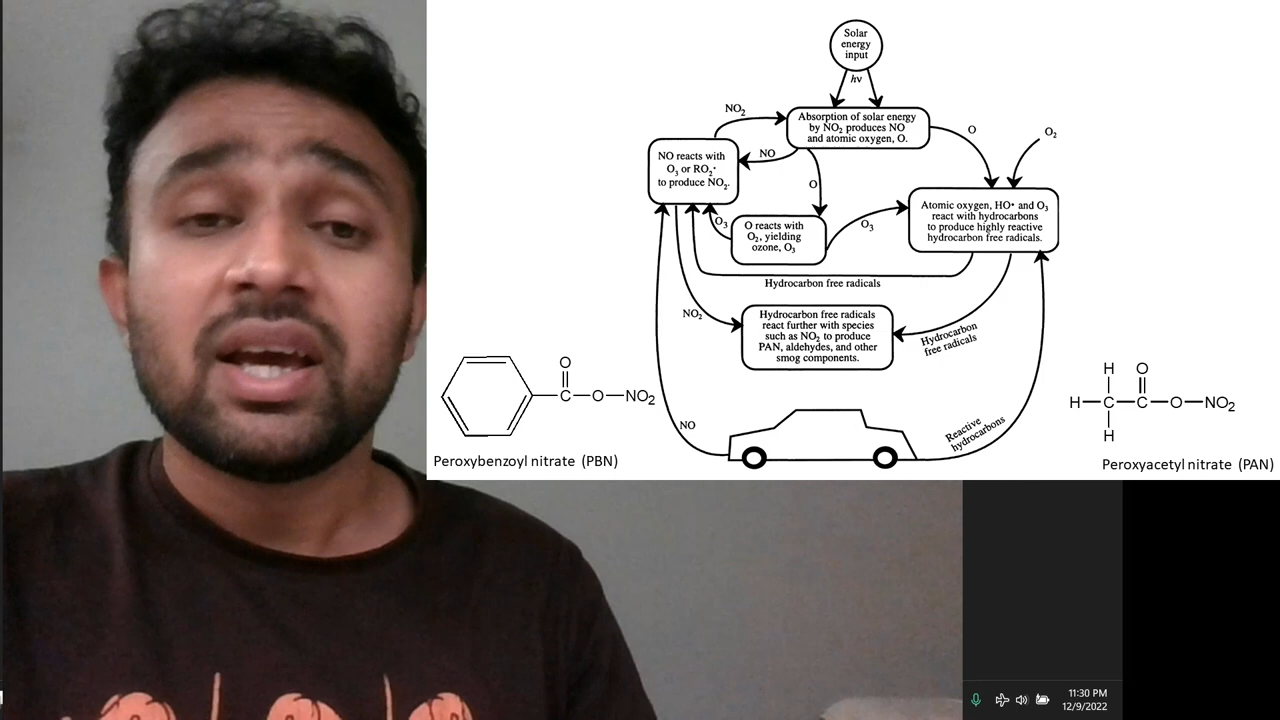 Solar
energy
input
hν
NO2
Absorption of solar energy
by NO2 produces NO
and atomic oxygen, O.
O
O2
NO reacts with
O3 or RO2•
to produce NO2.
NO
O
Atomic oxygen, HO• and O3
react with hydrocarbons
to produce highly reactive
hydrocarbon free radicals.
O3
O reacts with
O2, yielding
ozone, O3
O3
Hydrocarbon free radicals
NO2
Hydrocarbon free radicals
react further with species
such as NO2 to produce
PAN, aldehydes, and other
smog components.
Hydrocarbon
free radicals
O
C—O—NO2
Peroxybenzoyl nitrate (PBN)
NO
Reactive
hydrocarbons
H O
H—C—C—O—NO2
H
Peroxyacetyl nitrate (PAN)
11:30 PM
12/9/2022